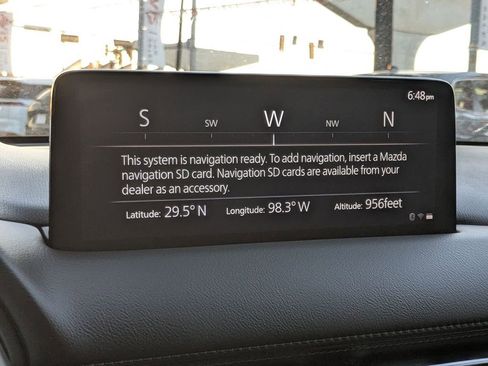 6:48pm
S SW W NW N
This system is navigation ready. To add navigation, insert a Mazda
navigation SD card. Navigation SD cards are available from your
dealer as an accessory.
Latitude: 29.5° N Longitude: 98.3° W Altitude: 956feet